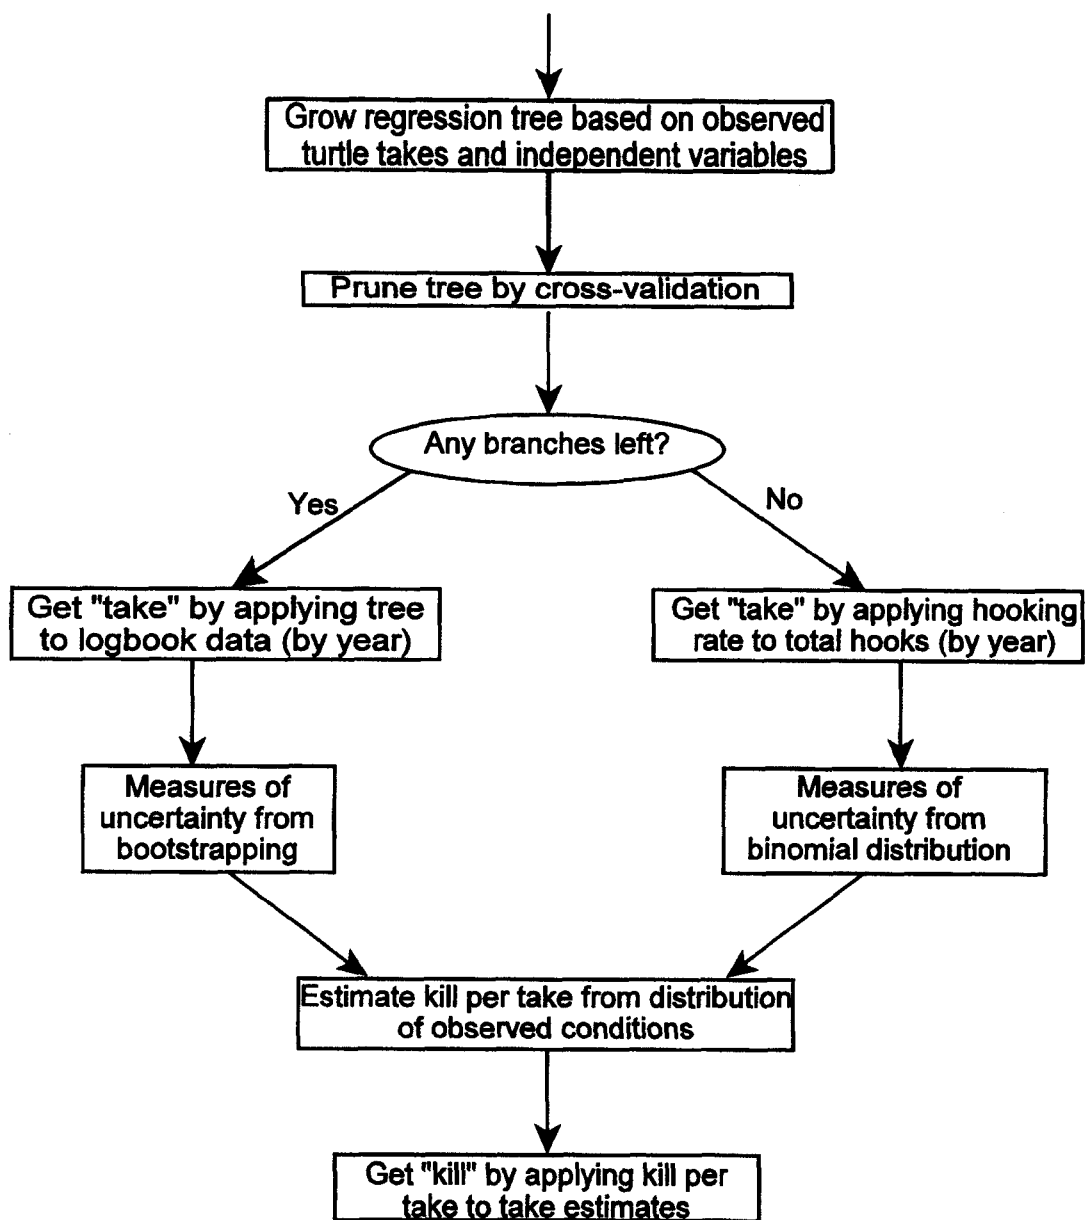 Grow regression tree based on observed
turtle takes and independent variables
Prune tree by cross-validation
Any branches left?
Yes
No
Get "take" by applying tree
to logbook data (by year)
Get "take" by applying hooking
rate to total hooks (by year)
Measures of
uncertainty from
bootstrapping
Measures of
uncertainty from
binomial distribution
Estimate kill per take from distribution
of observed conditions
Get "kill" by applying kill per
take to take estimates